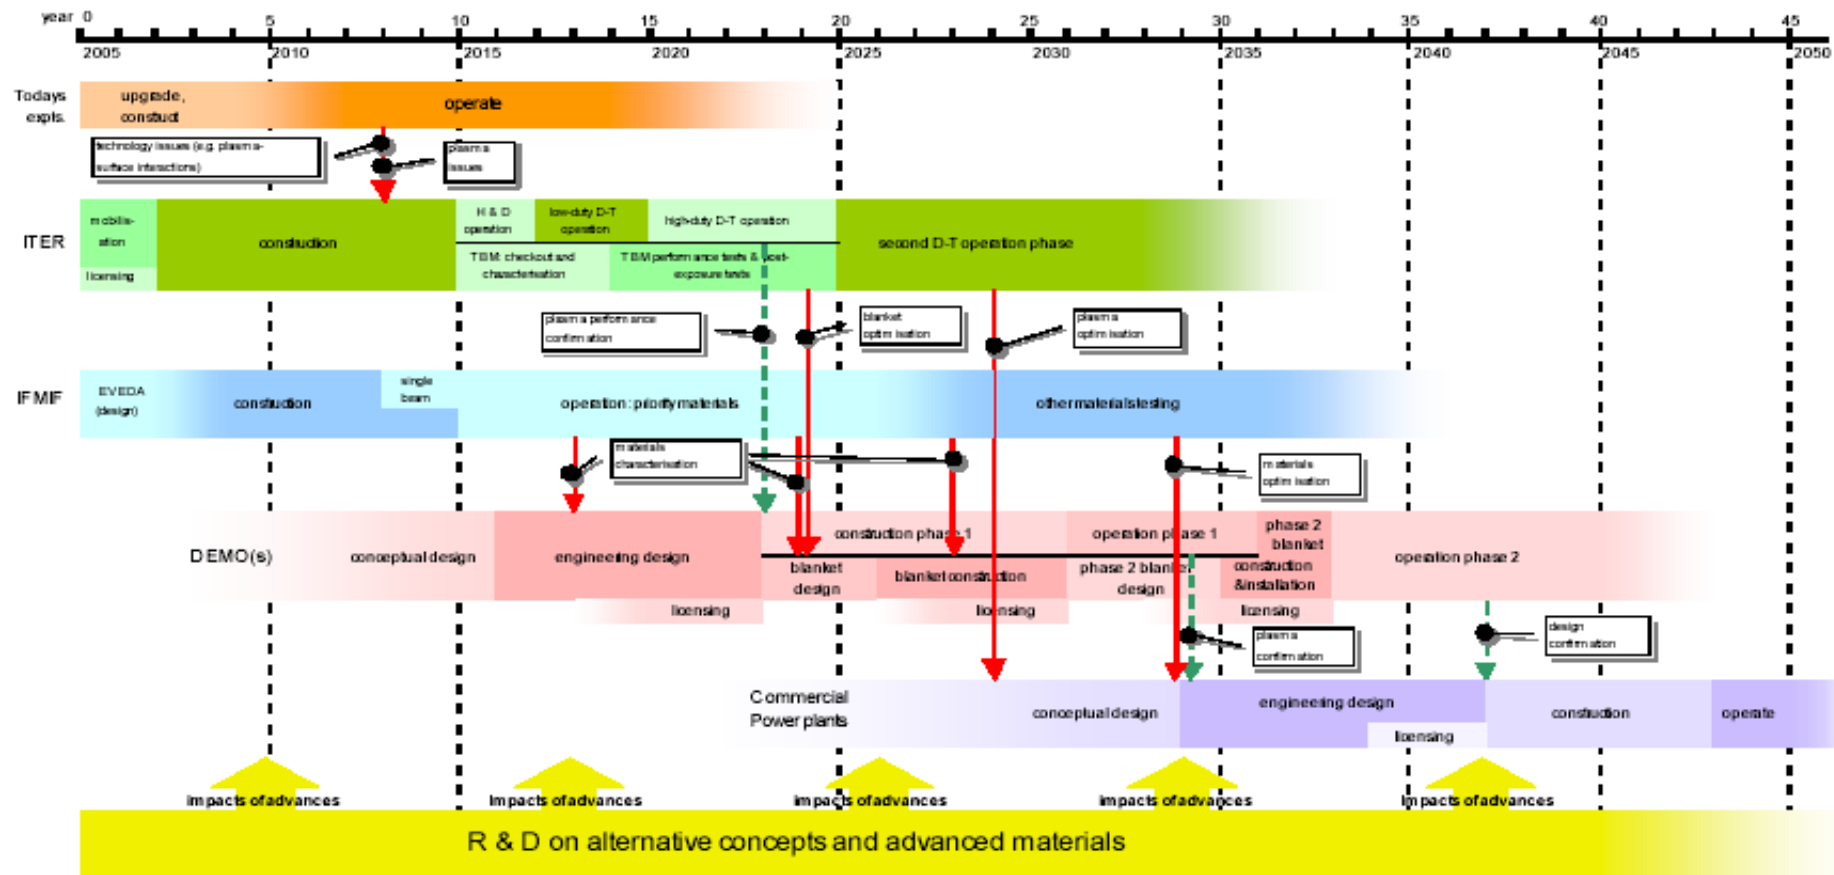 year 0 5 10 15 20 25 30 35 40 45
2005 2010 2015 2020 2025 2030 2035 2040 2045 2050
Todays
expts.
upgrade,
construct
operate
technology issues (e.g. plasma-
surface interactions)
plasma
issues
ITER
mobilis-
ation
licensing
construction
H & D
operation
low-duty D-T
operation
high-duty D-T operation
TBM: checkout and
characterisation
TBM performance tests & post-
exposure tests
second D-T operation phase
plasma performance
confirmation
blanket
optimisation
plasma
optimisation
IFMIF
EVEDA
(design)
construction
single
beam
operation: priority materials
other materials testing
materials
characterisation
materials
optimisation
DEMO(s)
conceptual design
engineering design
construction phase 1
blanket
design
blanket construction
operation phase 1
phase 2 blanket
design
phase 2
blanket
construction
&installation
operation phase 2
licensing
licensing
licensing
plasma
confirmation
design
confirmation
Commercial
Power plants
conceptual design
engineering design
licensing
construction
operate
impacts of advances
impacts of advances
impacts of advances
impacts of advances
impacts of advances
R & D on alternative concepts and advanced materials